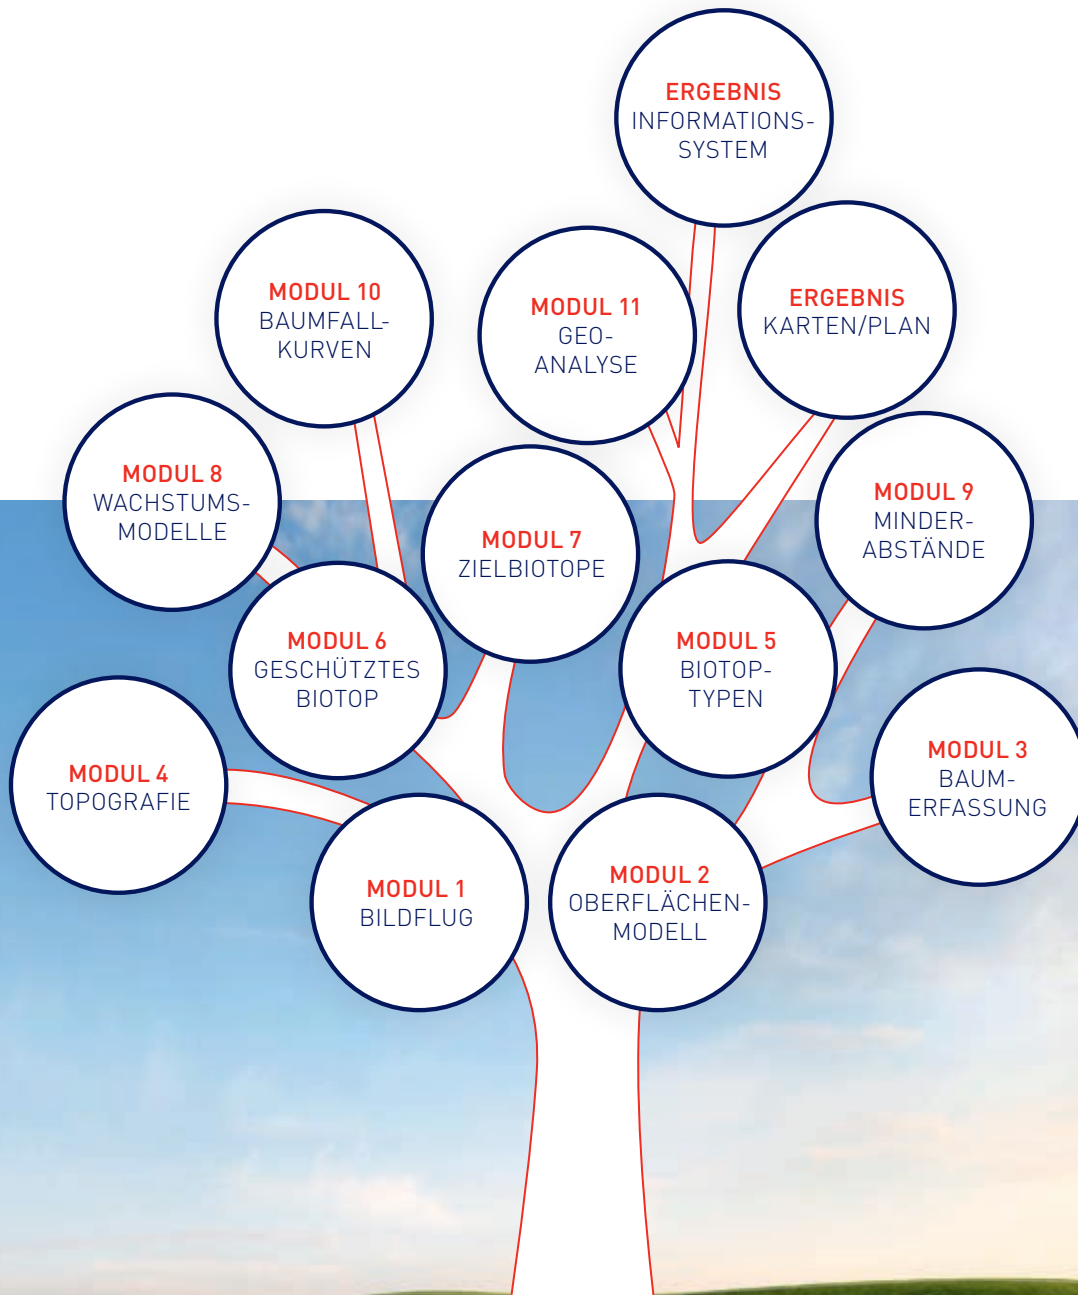 ERGEBNIS
INFORMATIONS-
SYSTEM
ERGEBNIS
KARTEN/PLAN
MODUL 10
BAUMFALL-
KURVEN
MODUL 11
GEO-
ANALYSE
MODUL 8
WACHSTUMS-
MODELLE
MODUL 7
ZIELBIOTOPE
MODUL 9
MINDER-
ABSTÄNDE
MODUL 6
GESCHÜTZTES
BIOTOP
MODUL 5
BIOTOP-
TYPEN
MODUL 4
TOPOGRAFIE
MODUL 3
BAUM-
ERFASSUNG
MODUL 1
BILDFLUG
MODUL 2
OBERFLÄCHEN-
MODELL